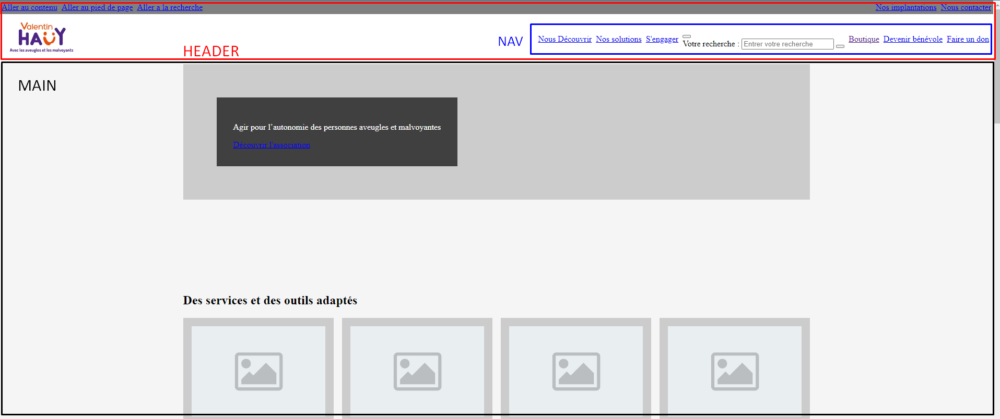 Aller au contenu Aller au pied de page Aller a la recherche Nos implantations Nous contacter
Valentin
HAÜY
Avec les aveugles et les malvoyants
HEADER
NAV
Nous Découvrir Nos solutions S'engager Votre recherche : Entrer votre recherche Boutique Devenir bénévole Faire un don
MAIN
Agir pour l’autonomie des personnes aveugles et malvoyantes
Découvrir l'association
Des services et des outils adaptés